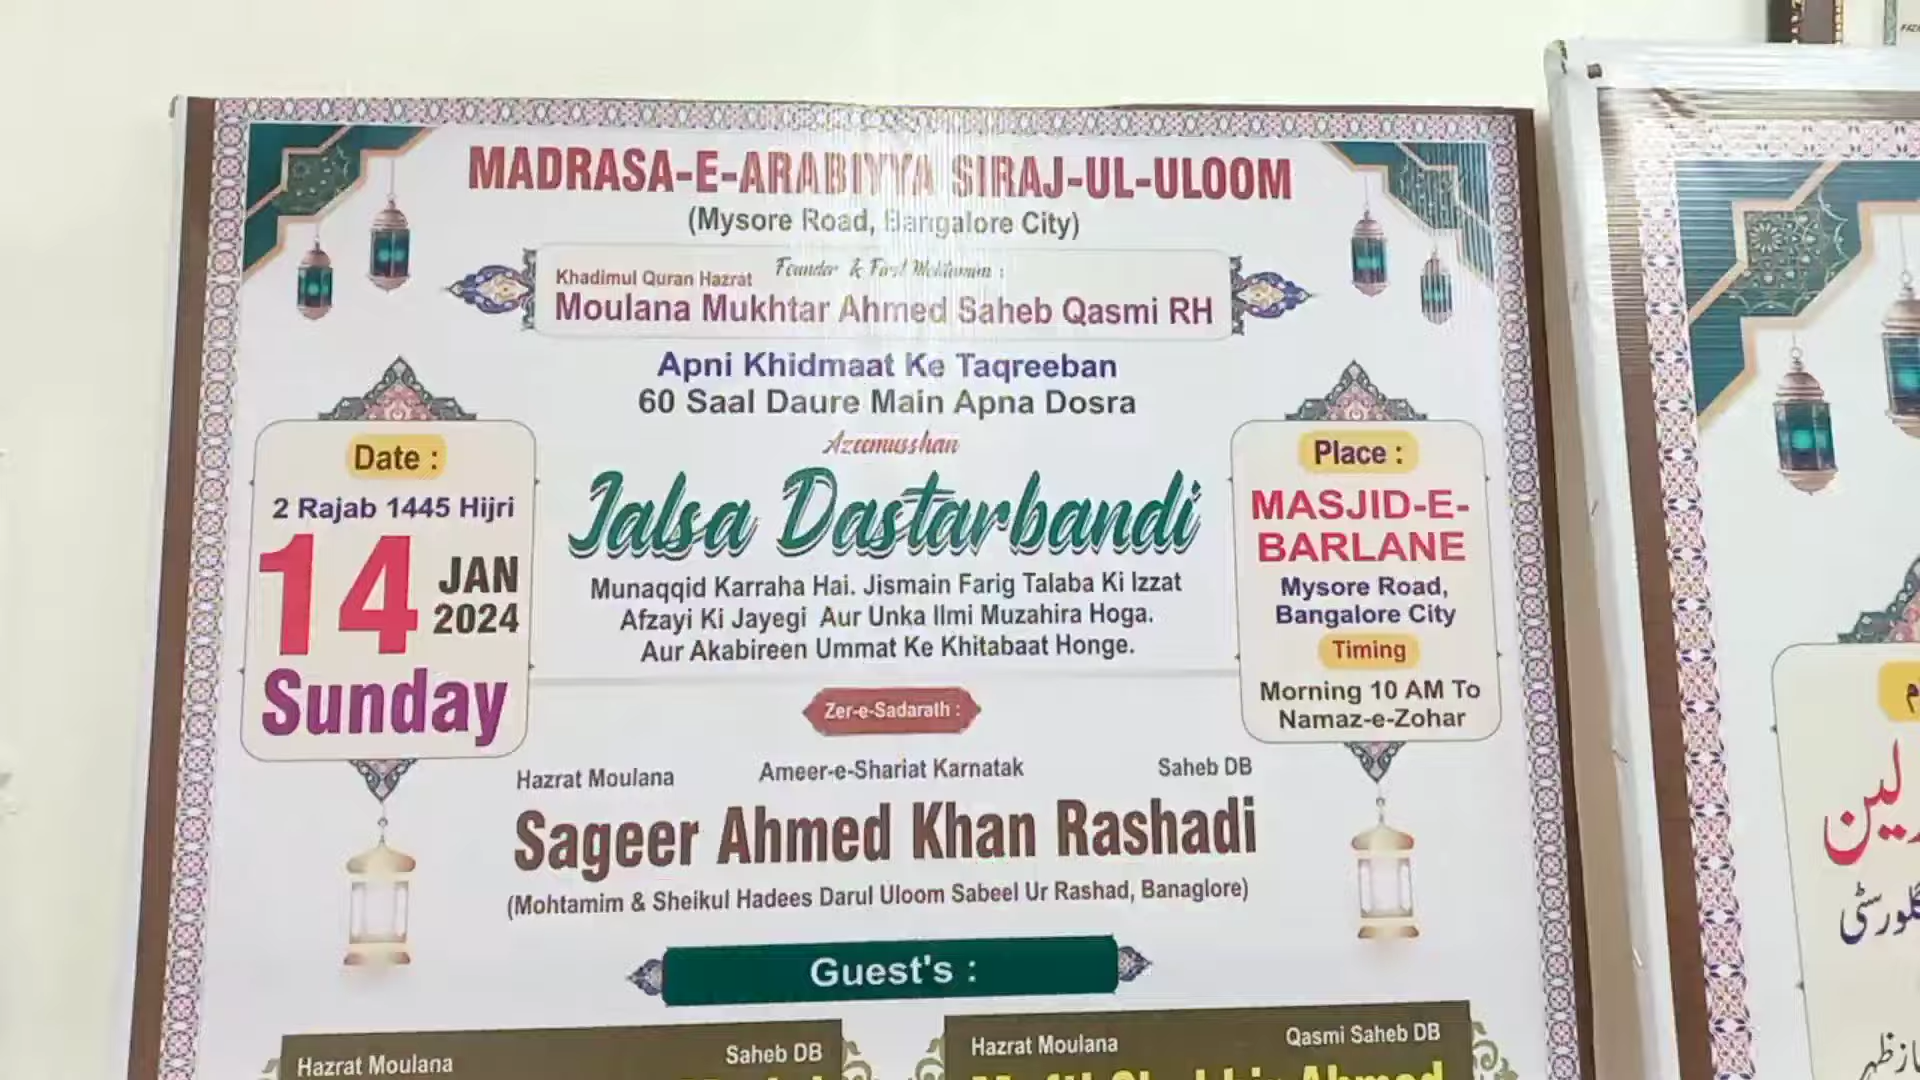 MADRASA-E-ARABIYYA SIRAJ-UL-ULOOM
(Mysore Road, Bangalore City)
Founder & First Mohtamim :
Khadimul Quran Hazrat
Moulana Mukhtar Ahmed Saheb Qasmi RH
Apni Khidmaat Ke Taqreeban
60 Saal Daure Main Apna Dosra
Azeemusshan
Jalsa Dastarbandi
Munaqqid Karraha Hai. Jismain Farig Talaba Ki Izzat
Afzayi Ki Jayegi Aur Unka Ilmi Muzahira Hoga.
Aur Akabireen Ummat Ke Khitabaat Honge.
Date :
2 Rajab 1445 Hijri
14 JAN
2024
Sunday
Place :
MASJID-E-
BARLANE
Mysore Road,
Bangalore City
Timing
Morning 10 AM To
Namaz-e-Zohar
Zer-e-Sadarath :
Hazrat Moulana Ameer-e-Shariat Karnatak Saheb DB
Sageer Ahmed Khan Rashadi
(Mohtamim & Sheikul Hadees Darul Uloom Sabeel Ur Rashad, Banaglore)
Guest's :
Hazrat Moulana Saheb DB
Hazrat Moulana Qasmi Saheb DB
Ahmed
لین